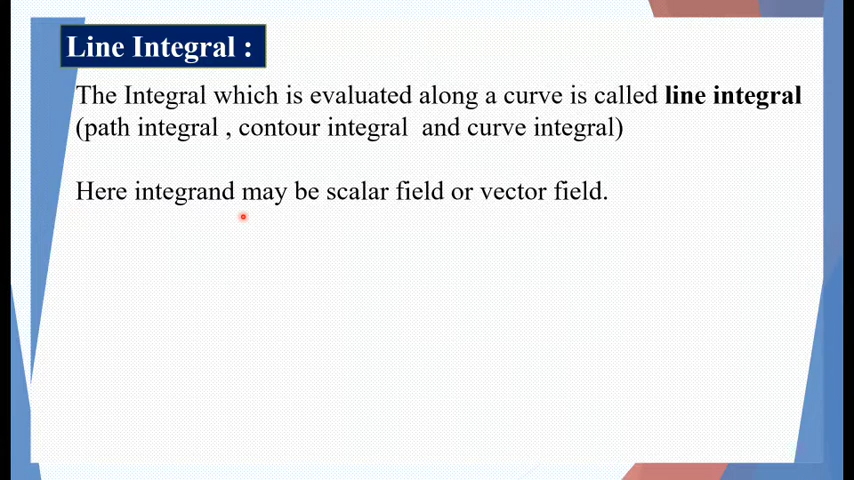 Line Integral :
The Integral which is evaluated along a curve is called line integral
(path integral , contour integral and curve integral)
Here integrand may be scalar field or vector field.